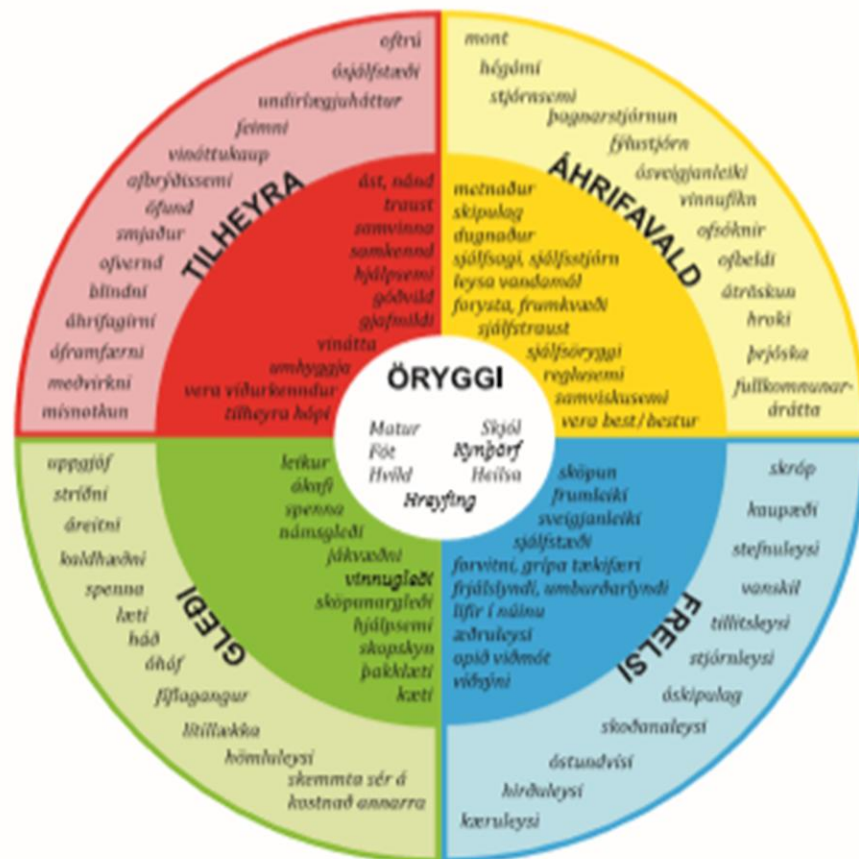 oftrú
ósjálfstæði
undirlægjuháttur
feimni
vináttukaup
afbrýðissemi
öfund
smjaður
ofvernd
blindni
áhrifagirni
áframfærni
meðvirkni
misnotkun
TILHEYRA
ást, nánd
traust
samvinna
samkennd
hjálpsemi
góðvild
gjafmildi
vinátta
umhyggja
vera viðurkenndur
tilheyra hópi
mont
hégómi
stjórnsemi
þagnarstjórnun
fýlustjórn
ósveigjanleiki
vinnufíkn
ofsóknir
ofbeldi
átröskun
hroki
þrjóska
fullkomnunar-
árátta
ÁHRIFAVALD
metnaður
skipulag
dugnaður
sjálfsagi, sjálfsstjórn
leysa vandamál
forysta, frumkvæði
sjálfstraust
sjálfsöryggi
reglusemi
samviskusemi
vera best/bestur
ÖRYGGI
Matur Skjól
Föt Kynþörf
Hvíld Heilsa
Hreyfing
uppgjöf
stríðni
áreitni
kaldhæðni
spenna
læti
háð
óhóf
fíflagangur
lítillækka
hömluleysi
skemmta sér á
kostnað annarra
GLEÐI
leikur
ákafi
spenna
námsgleði
jákvæðni
vinnugleði
sköpunargleði
hjálpsemi
skopskyn
þakklæti
kæti
sköpun
frumleiki
sveigjanleiki
sjálfstæði
forvitni, grípa tækifæri
frjálslyndi, umburðarlyndi
lifir í núinu
æðruleysi
opið viðmót
víðsýni
FRELSI
skróp
kaupæði
stefnuleysi
vanskil
tillitsleysi
stjórnleysi
óskipulag
skoðanaleysi
óstundvísi
hirðuleysi
kæruleysi